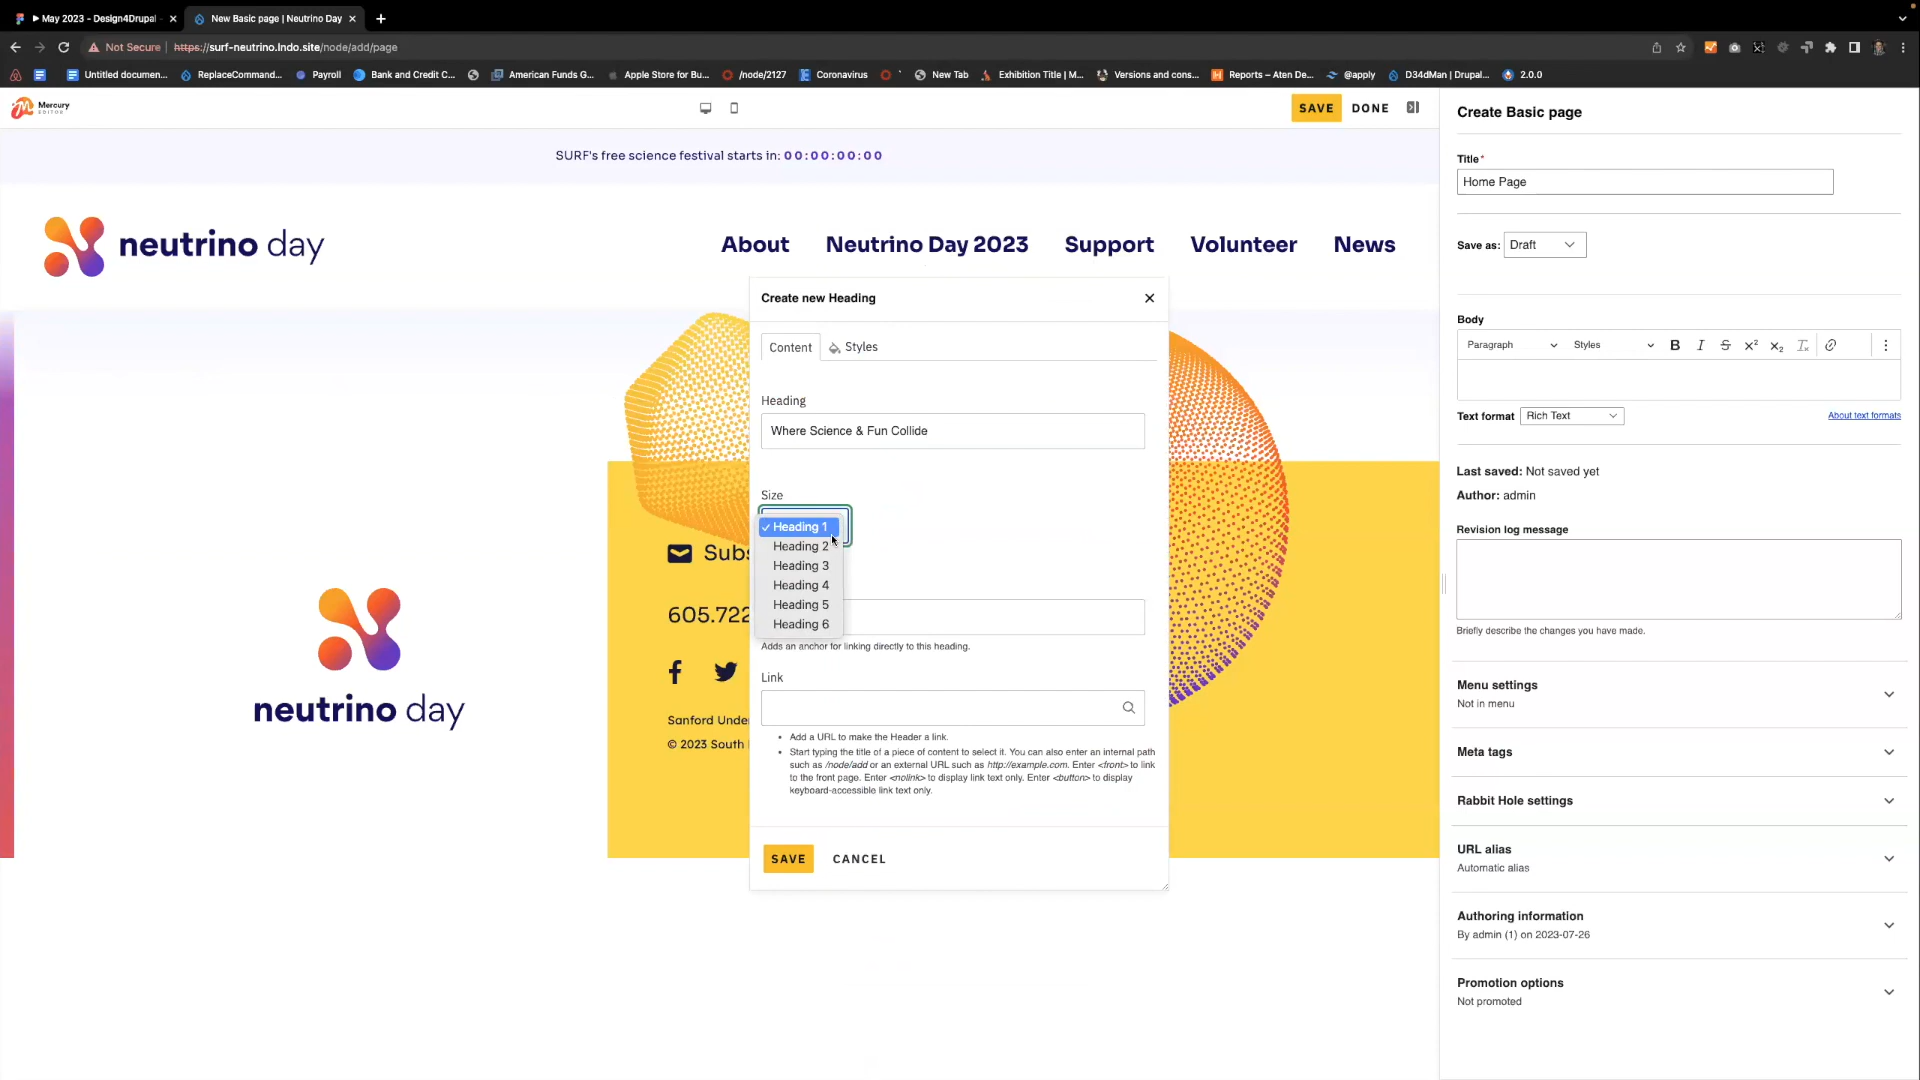 May 2023 - Design4Drupal
New Basic page | Neutrino Day
Not Secure | https://surf-neutrino.lndo.site/node/add/page
Untitled documen...
ReplaceCommand...
Payroll
Bank and Credit C...
American Funds G...
Apple Store for Bu...
/node/2127
Coronavirus
New Tab
Exhibition Title | M...
Versions and cons...
Reports – Aten De...
@apply
D34dMan | Drupal...
2.0.0
Mercury
EDITOR
SAVE
DONE
SURF's free science festival starts in: 00:00:00:00
neutrino day
About
Neutrino Day 2023
Support
Volunteer
News
Create new Heading
Content
Styles
Heading
Where Science & Fun Collide
Size
Heading 1
Heading 2
Heading 3
Heading 4
Heading 5
Heading 6
Adds an anchor for linking directly to this heading.
Link
• Add a URL to make the Header a link.
• Start typing the title of a piece of content to select it. You can also enter an internal path
such as /node/add or an external URL such as http://example.com. Enter <front> to link
to the front page. Enter <nolink> to display link text only. Enter <button> to display
keyboard-accessible link text only.
SAVE
CANCEL
Subs
605.722
Sanford Unde
© 2023 South
neutrino day
Create Basic page
Title*
Home Page
Save as: Draft
Body
Paragraph
Styles
Text format Rich Text
About text formats
Last saved: Not saved yet
Author: admin
Revision log message
Briefly describe the changes you have made.
Menu settings
Not in menu
Meta tags
Rabbit Hole settings
URL alias
Automatic alias
Authoring information
By admin (1) on 2023-07-26
Promotion options
Not promoted